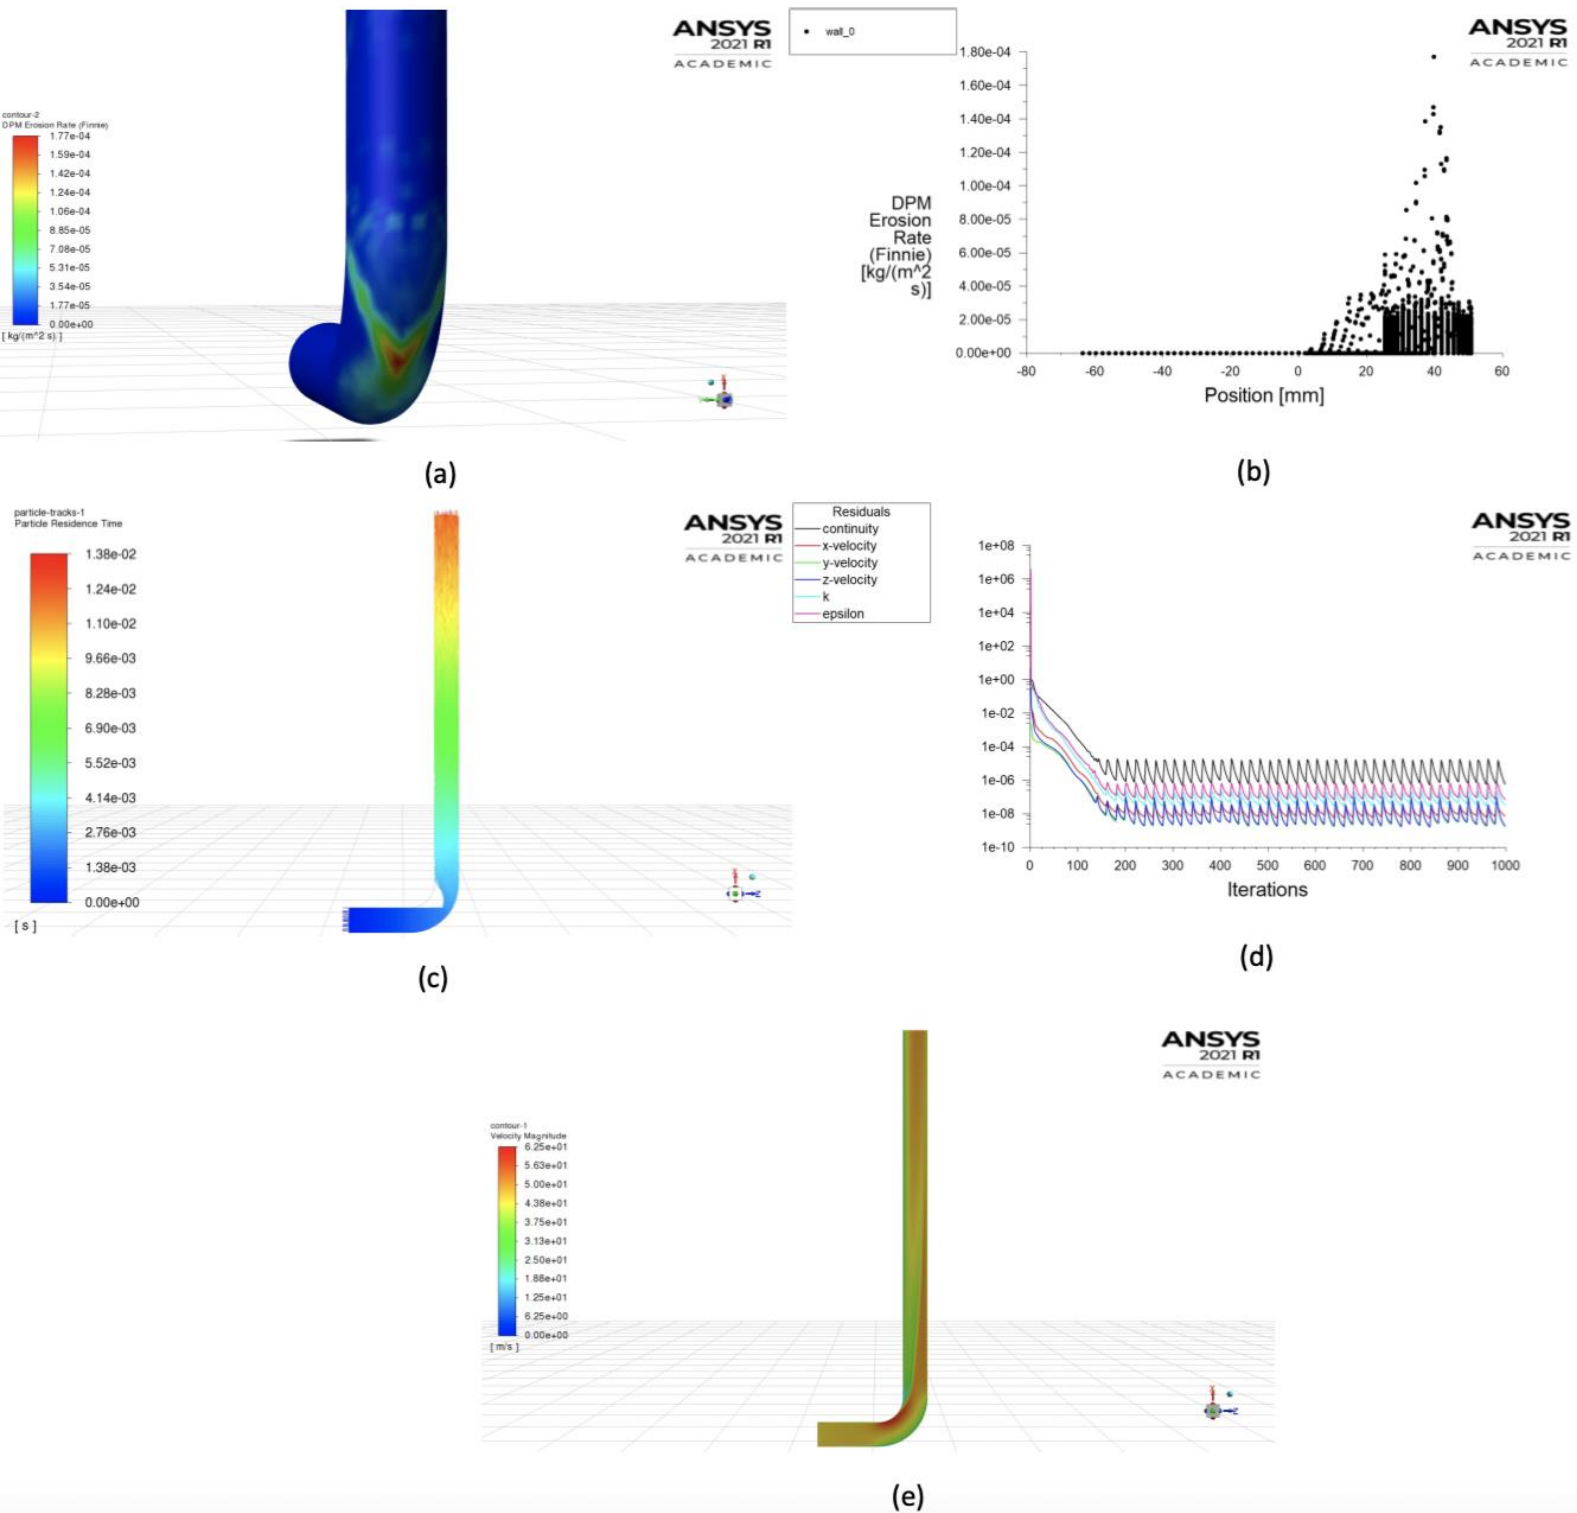 ANSYS
2021 R1
ACADEMIC
contour-2
DPM Erosion Rate (Finnie)
1.77e-04
1.59e-04
1.42e-04
1.24e-04
1.06e-04
8.85e-05
7.08e-05
5.31e-05
3.54e-05
1.77e-05
0.00e+00
[ kg/(m^2 s) ]
(a)
wall_0
ANSYS
2021 R1
ACADEMIC
1.80e-04
1.60e-04
1.40e-04
1.20e-04
1.00e-04
8.00e-05
6.00e-05
4.00e-05
2.00e-05
0.00e+00
DPM
Erosion
Rate
(Finnie)
[kg/(m^2
s)]
-80 -60 -40 -20 0 20 40 60
Position [mm]
(b)
particle-tracks-1
Particle Residence Time
ANSYS
2021 R1
ACADEMIC
1.38e-02
1.24e-02
1.10e-02
9.66e-03
8.28e-03
6.90e-03
5.52e-03
4.14e-03
2.76e-03
1.38e-03
0.00e+00
[ s ]
(c)
Residuals
continuity
x-velocity
y-velocity
z-velocity
k
epsilon
ANSYS
2021 R1
ACADEMIC
1e+08
1e+06
1e+04
1e+02
1e+00
1e-02
1e-04
1e-06
1e-08
1e-10
0 100 200 300 400 500 600 700 800 900 1000
Iterations
(d)
ANSYS
2021 R1
ACADEMIC
contour-1
Velocity Magnitude
6.25e+01
5.63e+01
5.00e+01
4.38e+01
3.75e+01
3.13e+01
2.50e+01
1.88e+01
1.25e+01
6.25e+00
0.00e+00
[ m/s ]
(e)